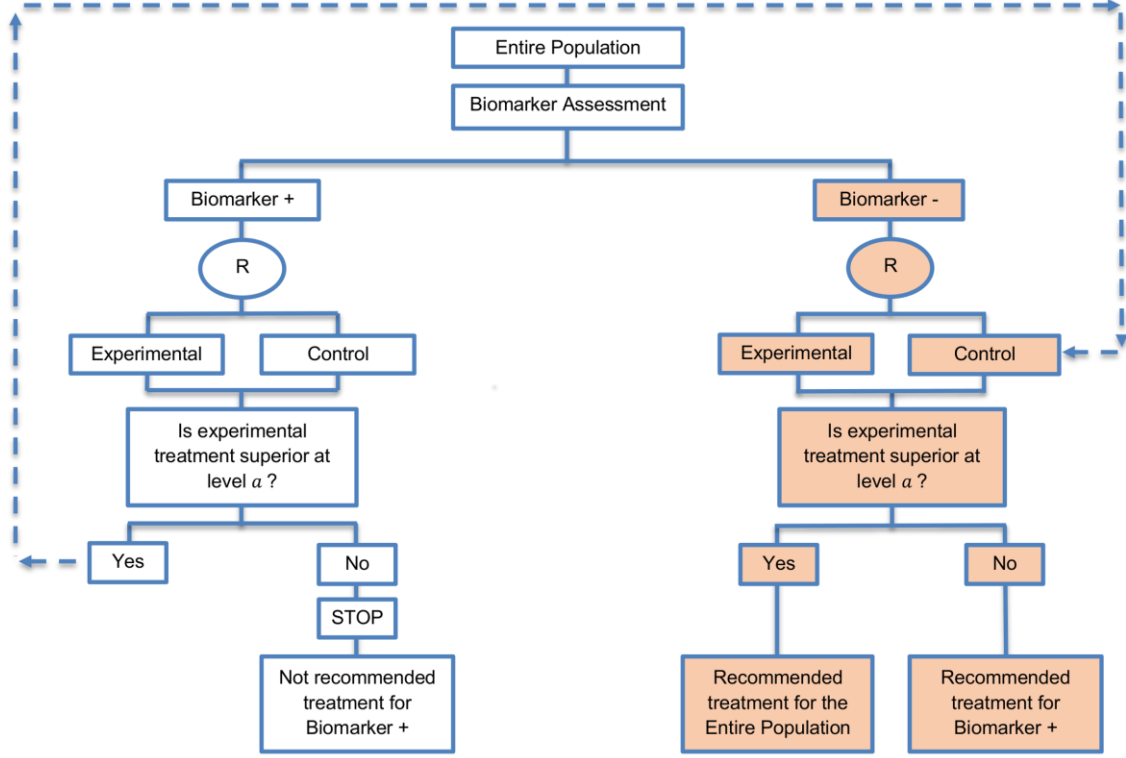 Entire Population
Biomarker Assessment
Biomarker +
Biomarker -
R
R
Experimental
Control
Experimental
Control
Is experimental
treatment superior at
level a ?
Is experimental
treatment superior at
level a ?
Yes
No
Yes
No
STOP
Not recommended
treatment for
Biomarker +
Recommended
treatment for the
Entire Population
Recommended
treatment for
Biomarker +